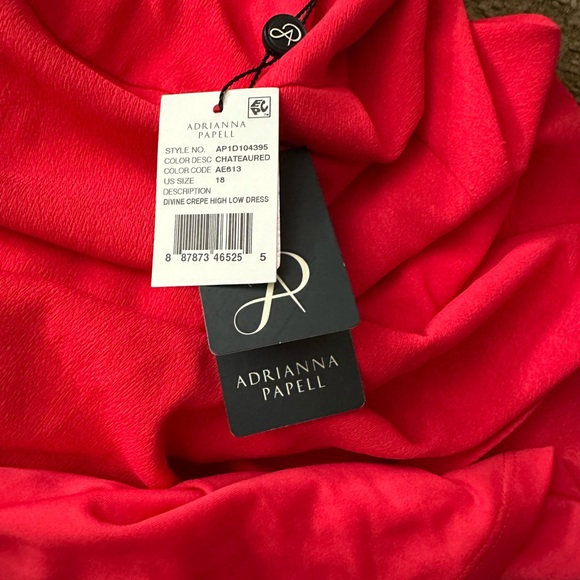 ADRIANNA
PAPELL
STYLE NO. AP1D104395
COLOR DESC CHATEAURED
COLOR CODE AE613
US SIZE 18
DESCRIPTION
DIVINE CREPE HIGH LOW DRESS
8 87873 46525 5
ADRIANNA
PAPELL